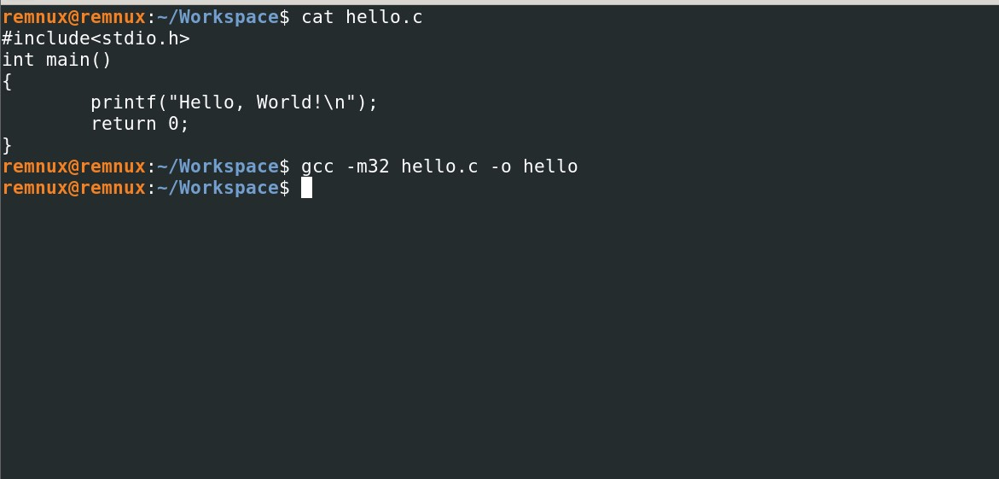 remnux@remnux:~/Workspace$ cat hello.c
#include<stdio.h>
int main()
{
        printf("Hello, World!\n");
        return 0;
}
remnux@remnux:~/Workspace$ gcc -m32 hello.c -o hello
remnux@remnux:~/Workspace$